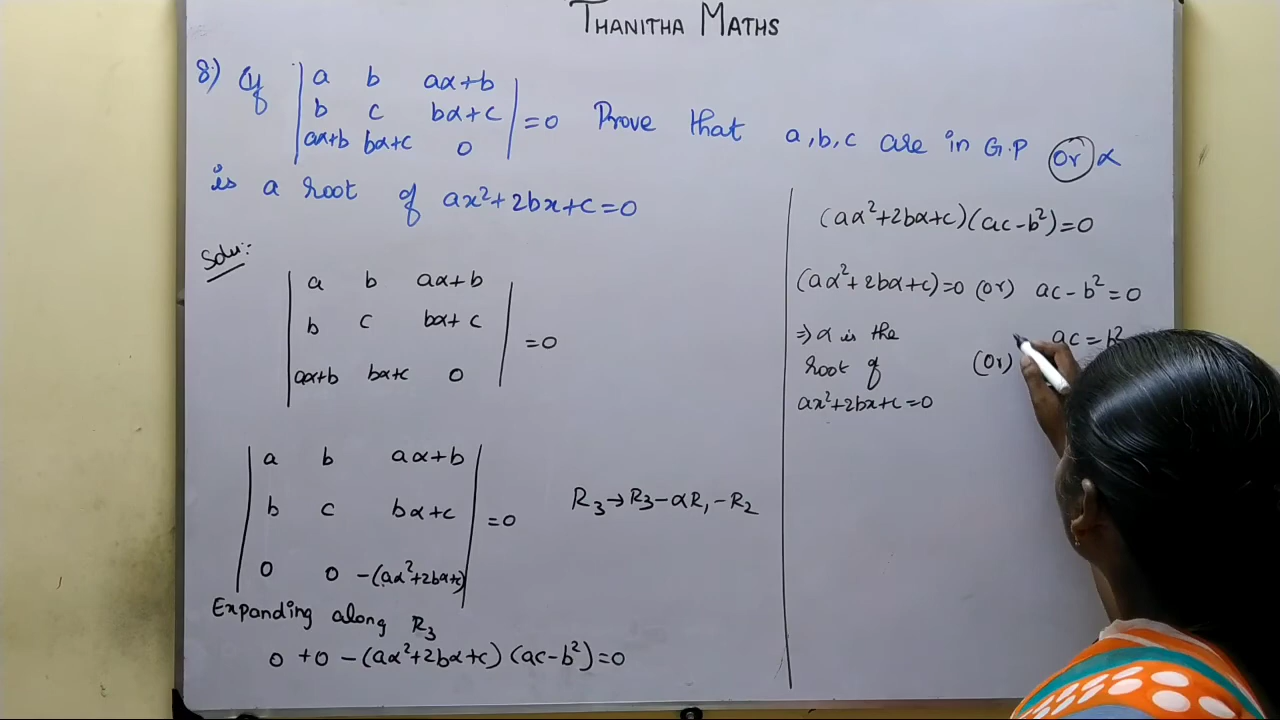 THANITHA MATHS
8) If | a b aα+b |
| b c bα+c | =0 Prove that a,b,c are in G.P (or) α
| aα+b bα+c 0 |
is a root of ax²+2bx+c=0
Solu:
| a b aα+b |
| b c bα+c | =0
| aα+b bα+c 0 |
| a b aα+b |
| b c bα+c | =0 R₃→R₃-αR₁-R₂
| 0 0 -(aα²+2bα+c) |
Expanding along R₃
0 +0 -(aα²+2bα+c)(ac-b²)=0
(aα²+2bα+c)(ac-b²)=0
(aα²+2bα+c)=0 (or) ac-b²=0
⇒α is the ac=b²
root of (or)
ax²+2bx+c=0